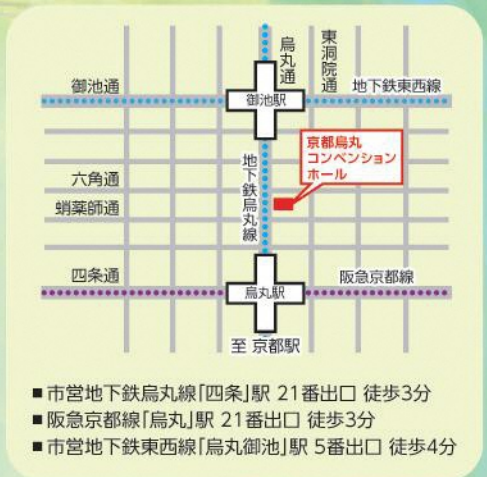 烏丸通
東洞院通
御池通
御池駅
地下鉄東西線
京都烏丸
コンベンション
ホール
地下鉄烏丸線
六角通
蛸薬師通
四条通
烏丸駅
阪急京都線
至 京都駅
■市営地下鉄烏丸線「四条」駅 21番出口 徒歩3分
■阪急京都線「烏丸」駅 21番出口 徒歩3分
■市営地下鉄東西線「烏丸御池」駅 5番出口 徒歩4分